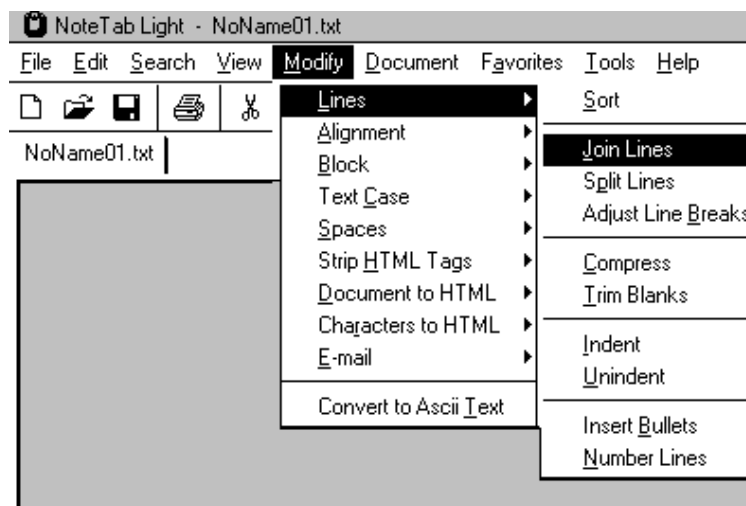 NoteTab Light - NoName01.txt
File Edit Search View Modify Document Favorites Tools Help
NoName01.txt
Lines
Alignment
Block
Text Case
Spaces
Strip HTML Tags
Document to HTML
Characters to HTML
E-mail
Convert to Ascii Text
Sort
Join Lines
Split Lines
Adjust Line Breaks
Compress
Trim Blanks
Indent
Unindent
Insert Bullets
Number Lines